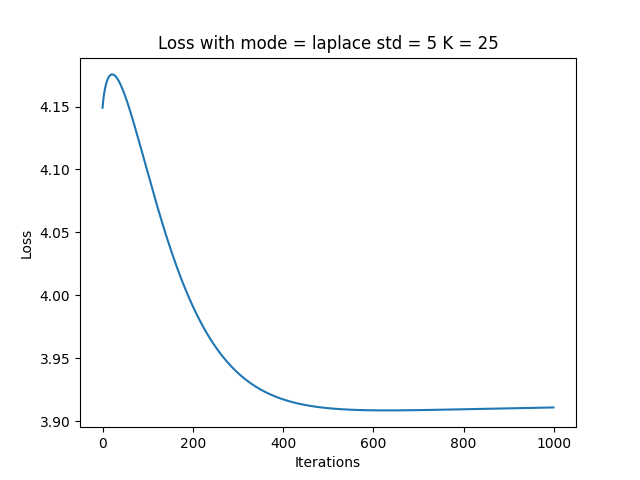 Loss with mode = laplace std = 5 K = 25
Loss
4.15
4.10
4.05
4.00
3.95
3.90
0 200 400 600 800 1000
Iterations